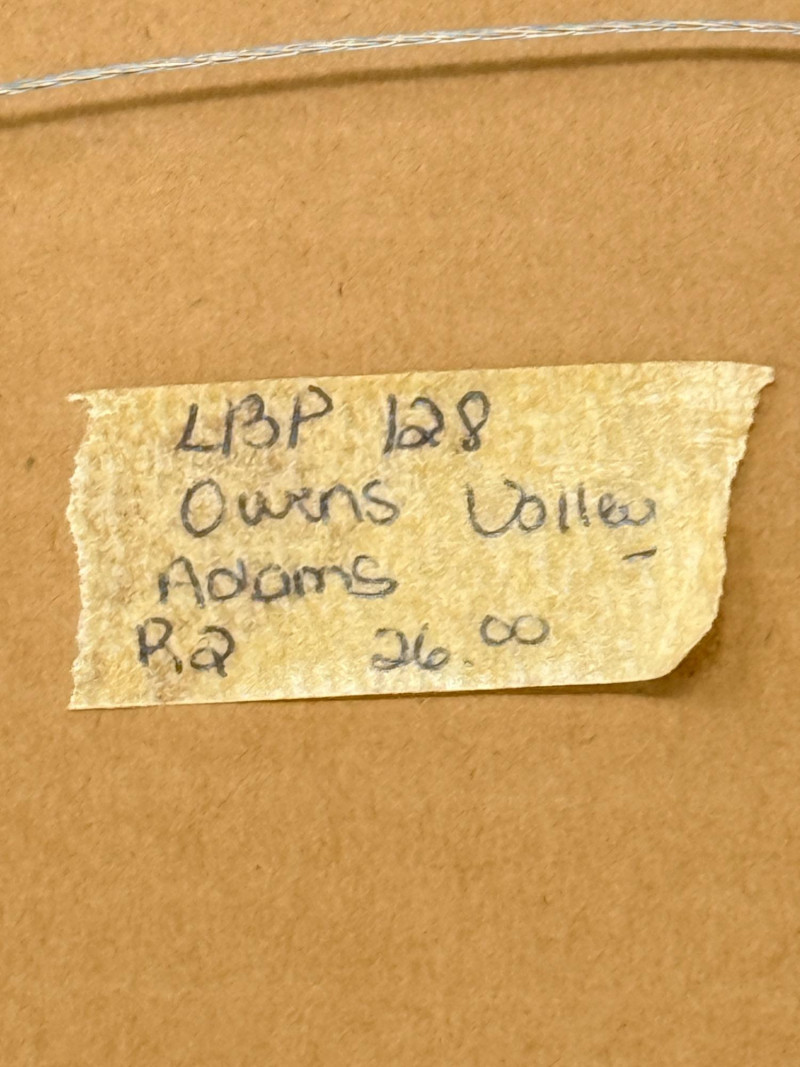 LBP 128
Owens Valley
Adams
R2 26.00